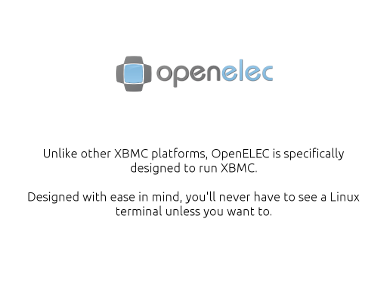 openelec
Unlike other XBMC platforms, OpenELEC is specifically
designed to run XBMC.
Designed with ease in mind, you'll never have to see a Linux
terminal unless you want to.